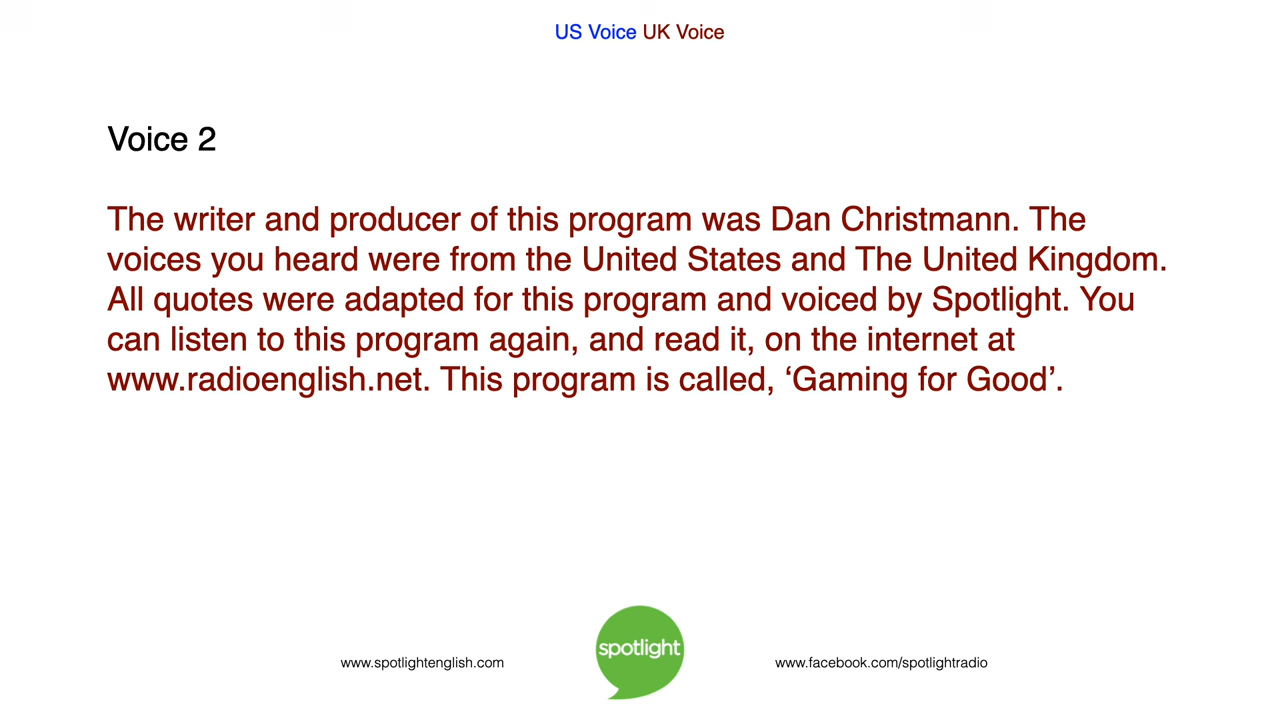 US Voice UK Voice
Voice 2
The writer and producer of this program was Dan Christmann. The
voices you heard were from the United States and The United Kingdom.
All quotes were adapted for this program and voiced by Spotlight. You
can listen to this program again, and read it, on the internet at
www.radioenglish.net. This program is called, ‘Gaming for Good’.
www.spotlightenglish.com
spotlight
www.facebook.com/spotlightradio